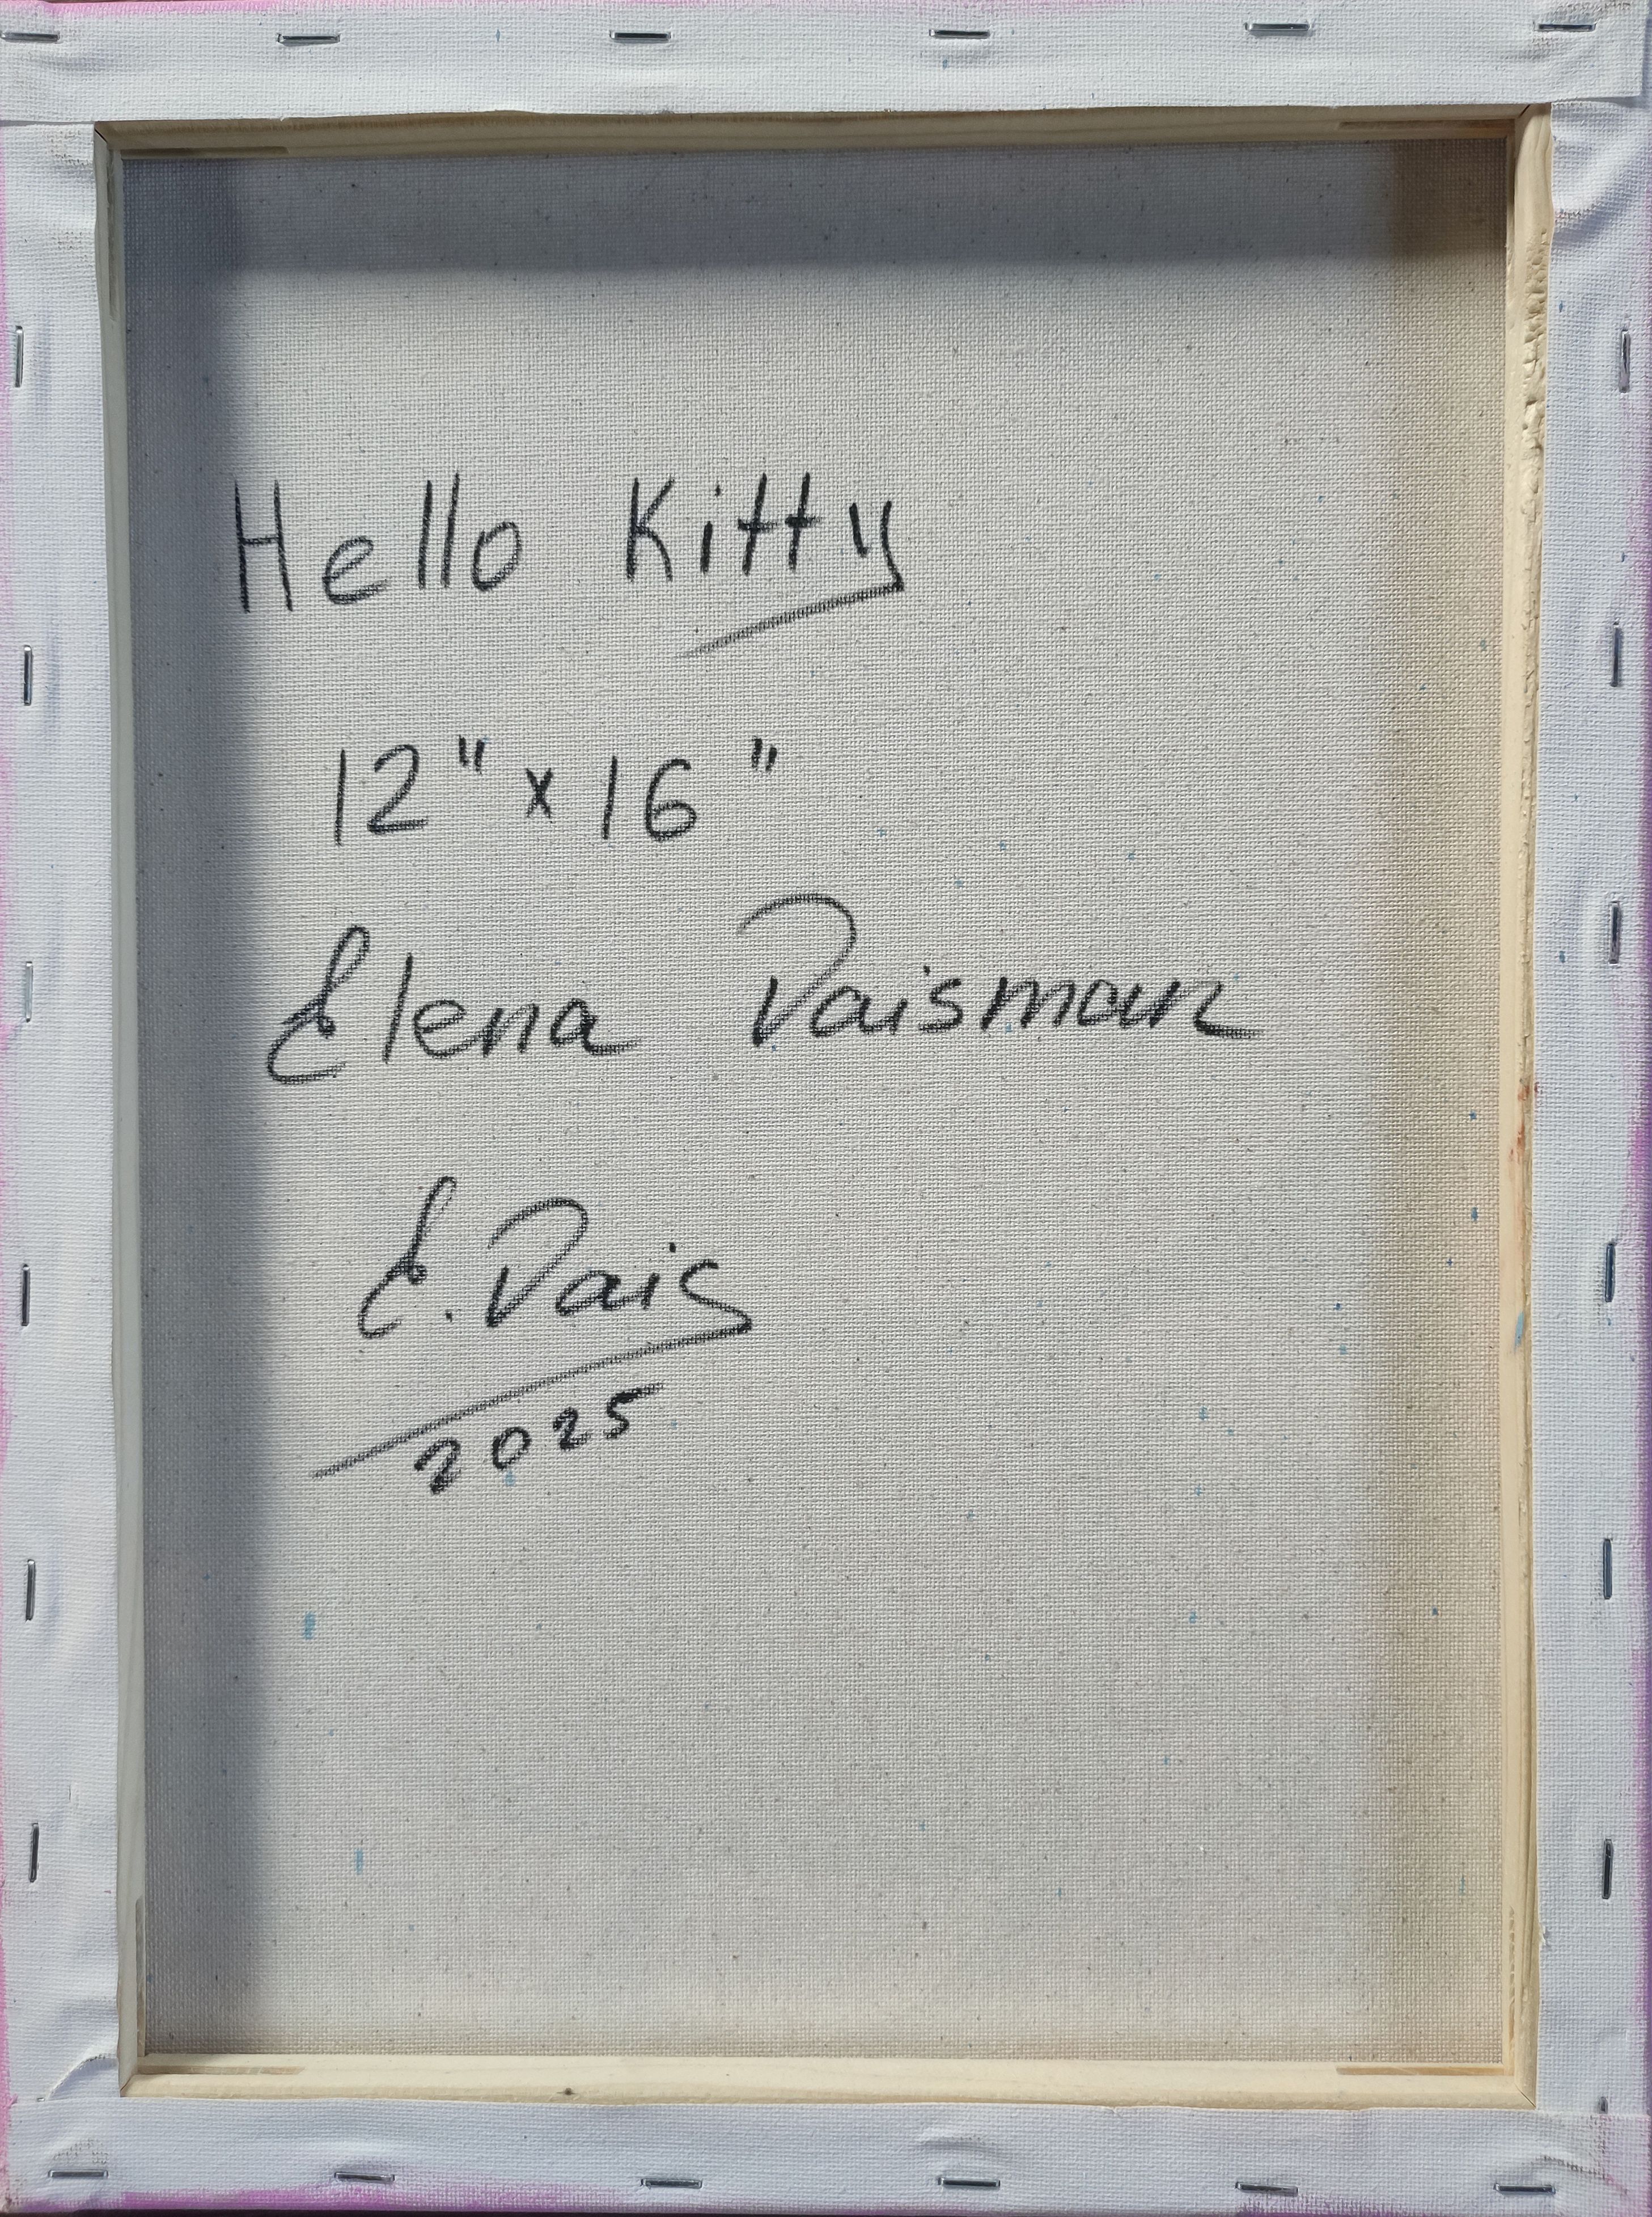 Hello Kitty
12" x 16"
Elena Daisman
E. Dais
2025